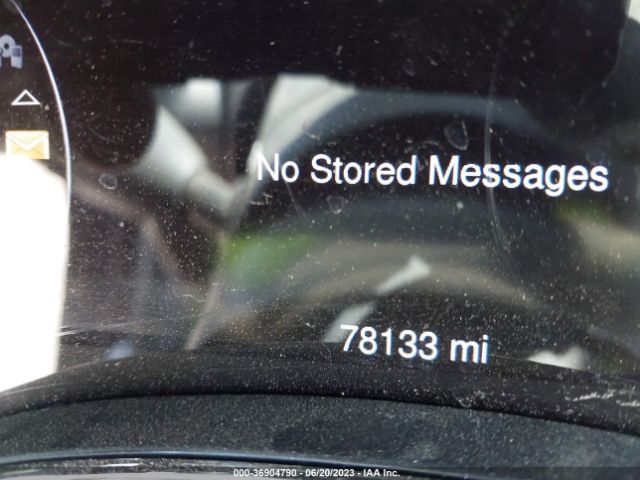 No Stored Messages
78133 mi
000-36904790 - 06/20/2023 - IAA Inc.